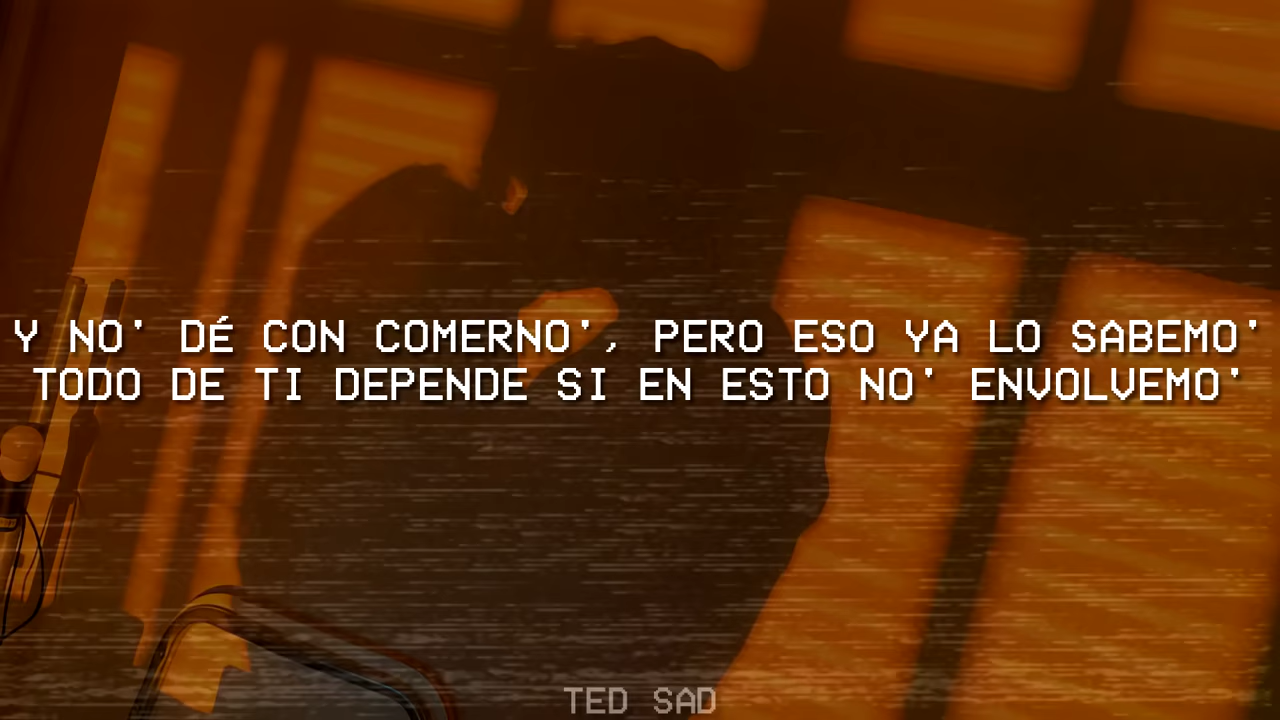 Y NO' DÉ CON COMERNO', PERO ESO YA LO SABEMO'
TODO DE TI DEPENDE SI EN ESTO NO' ENVOLVEMO'
TED SAD